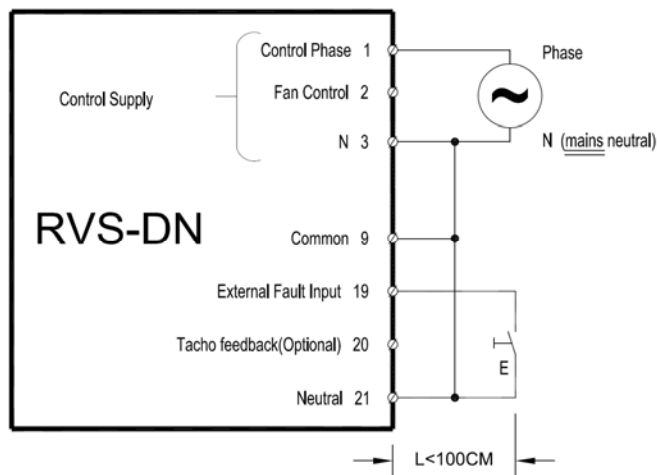 Control Phase 1
Phase
Control Supply
Fan Control 2
N 3
N (mains neutral)
RVS-DN
Common 9
External Fault Input 19
Tacho feedback(Optional) 20
E
Neutral 21
L<100CM